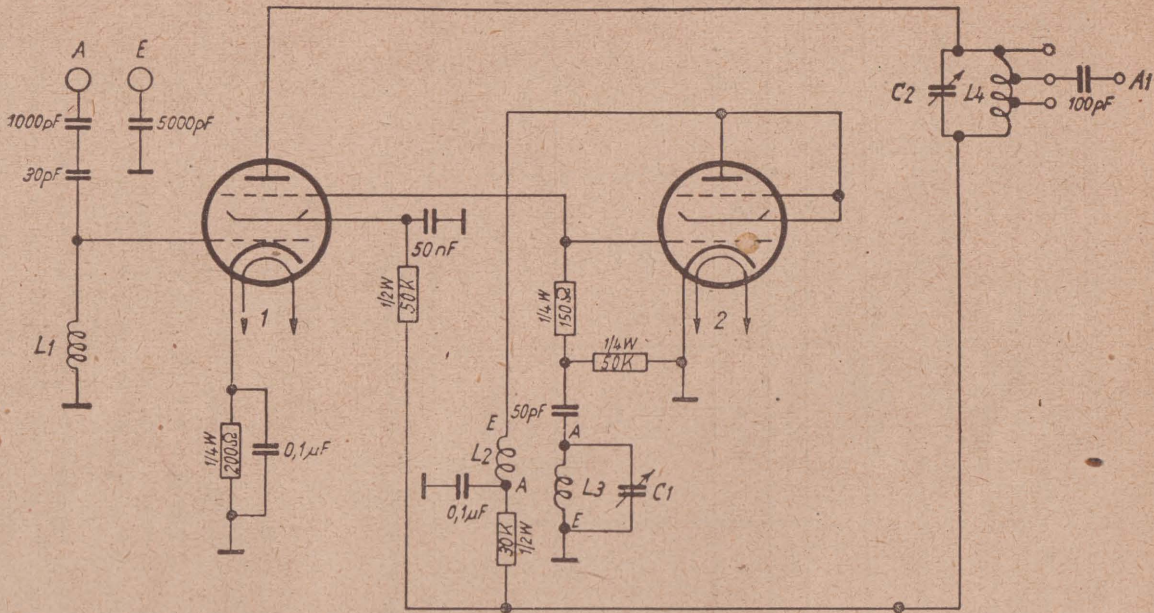 A
E
1000pF
5000pF
30pF
C2
L4
A1
100pF
50nF
1/2W
50K
1
2
1/4W
150Ω
1/4W
50K
L1
50pF
E
A
L2
L3
C1
A
E
0,1µF
1/4W
200Ω
0,1µF
30K
1/2W